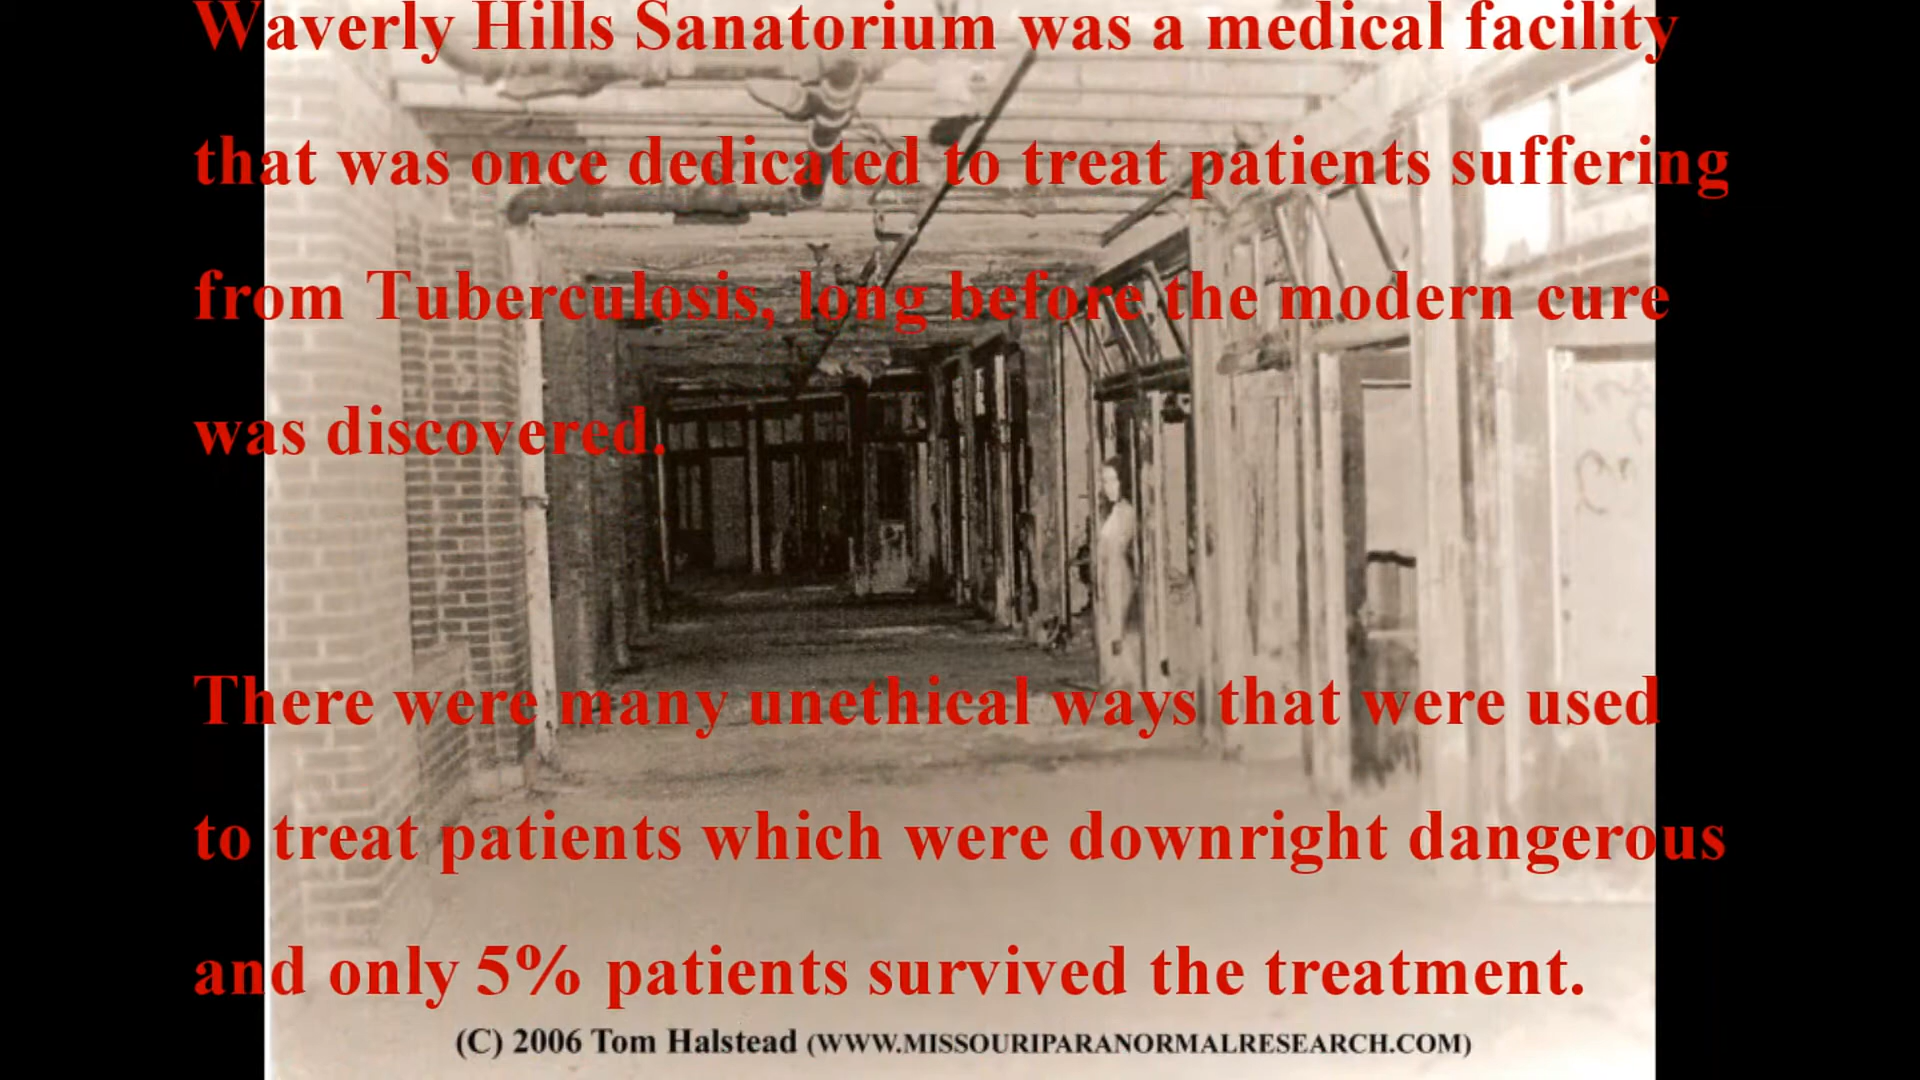 Waverly Hills Sanatorium was a medical facility
that was once dedicated to treat patients suffering
from Tuberculosis, long before the modern cure
was discovered.
There were many unethical ways that were used
to treat patients which were downright dangerous
and only 5% patients survived the treatment.
(C) 2006 Tom Halstead (WWW.MISSOURIPARANORMALRESEARCH.COM)